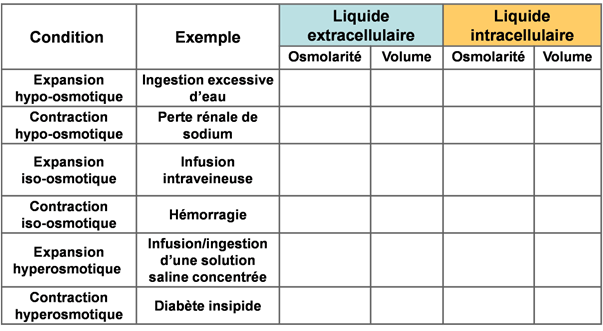 Condition
Exemple
Liquide
extracellulaire
Liquide
intracellulaire
Osmolarité
Volume
Osmolarité
Volume
Expansion
hypo-osmotique
Ingestion excessive
d'eau
Contraction
hypo-osmotique
Perte rénale de
sodium
Expansion
iso-osmotique
Infusion
intraveineuse
Contraction
iso-osmotique
Hémorragie
Expansion
hyperosmotique
Infusion/ingestion
d'une solution
saline concentrée
Contraction
hyperosmotique
Diabète insipide